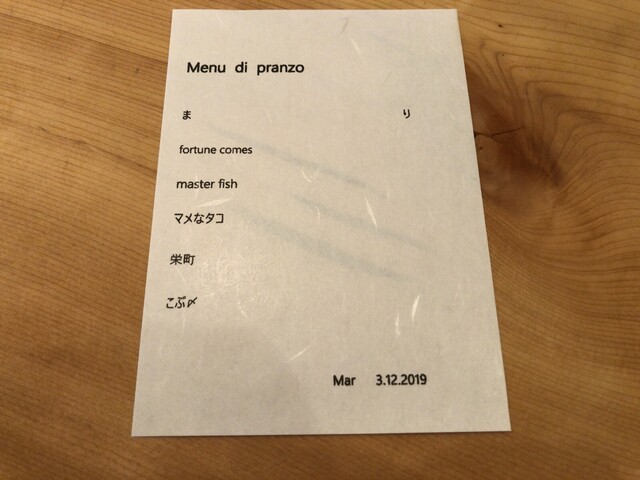 Menu di pranzo
ま り
fortune comes
master fish
マメなタコ
栄町
こぶ〆
Mar 3.12.2019